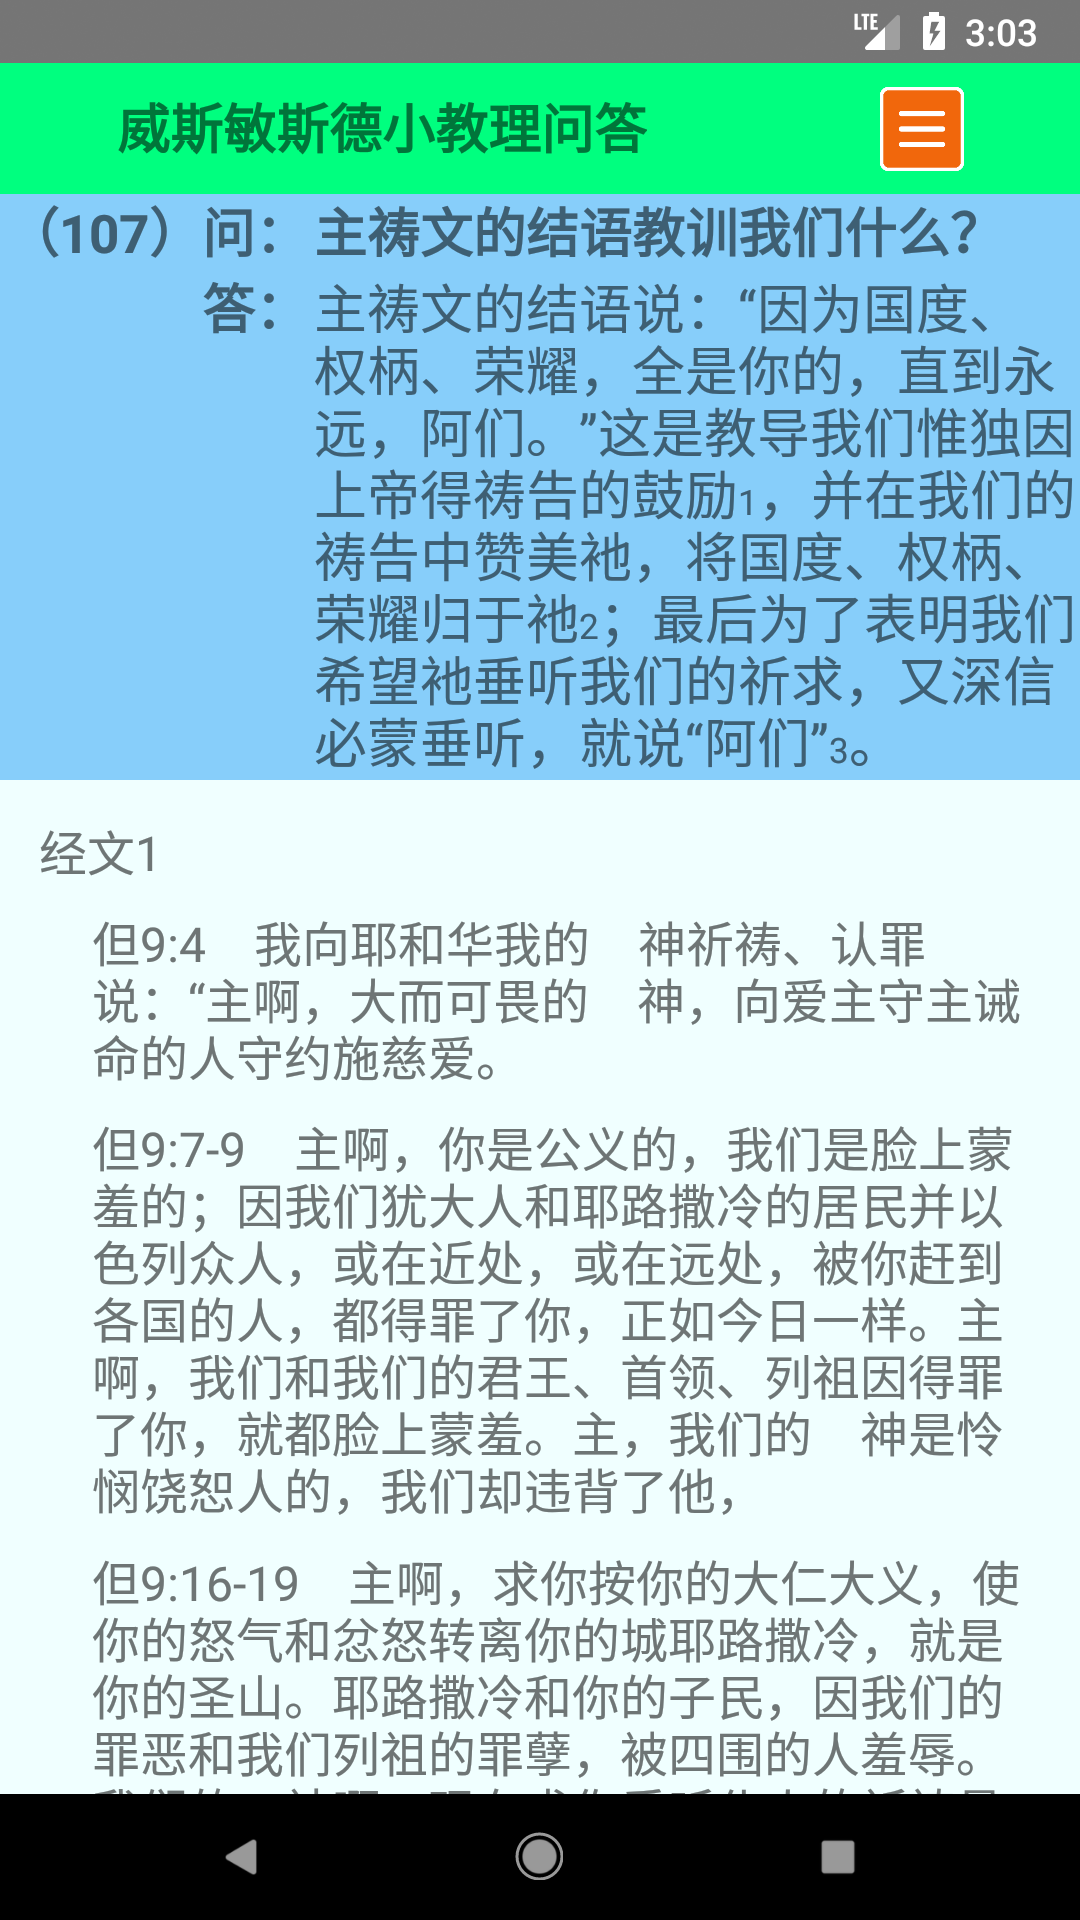 LTE 3:03
威斯敏斯德小教理问答
（107）问：主祷文的结语教训我们什么？
答：主祷文的结语说：“因为国度、
权柄、荣耀，全是你的，直到永
远，阿们。”这是教导我们惟独因
上帝得祷告的鼓励1，并在我们的
祷告中赞美祂，将国度、权柄、
荣耀归于祂2；最后为了表明我们
希望祂垂听我们的祈求，又深信
必蒙垂听，就说“阿们”3。
经文1
但9:4　我向耶和华我的　神祈祷、认罪
说：“主啊，大而可畏的　神，向爱主守主诫
命的人守约施慈爱。
但9:7-9　主啊，你是公义的，我们是脸上蒙
羞的；因我们犹大人和耶路撒冷的居民并以
色列众人，或在近处，或在远处，被你赶到
各国的人，都得罪了你，正如今日一样。主
啊，我们和我们的君王、首领、列祖因得罪
了你，就都脸上蒙羞。主，我们的　神是怜
悯饶恕人的，我们却违背了他，
但9:16-19　主啊，求你按你的大仁大义，使
你的怒气和忿怒转离你的城耶路撒冷，就是
你的圣山。耶路撒冷和你的子民，因我们的
罪恶和我们列祖的罪孽，被四围的人羞辱。